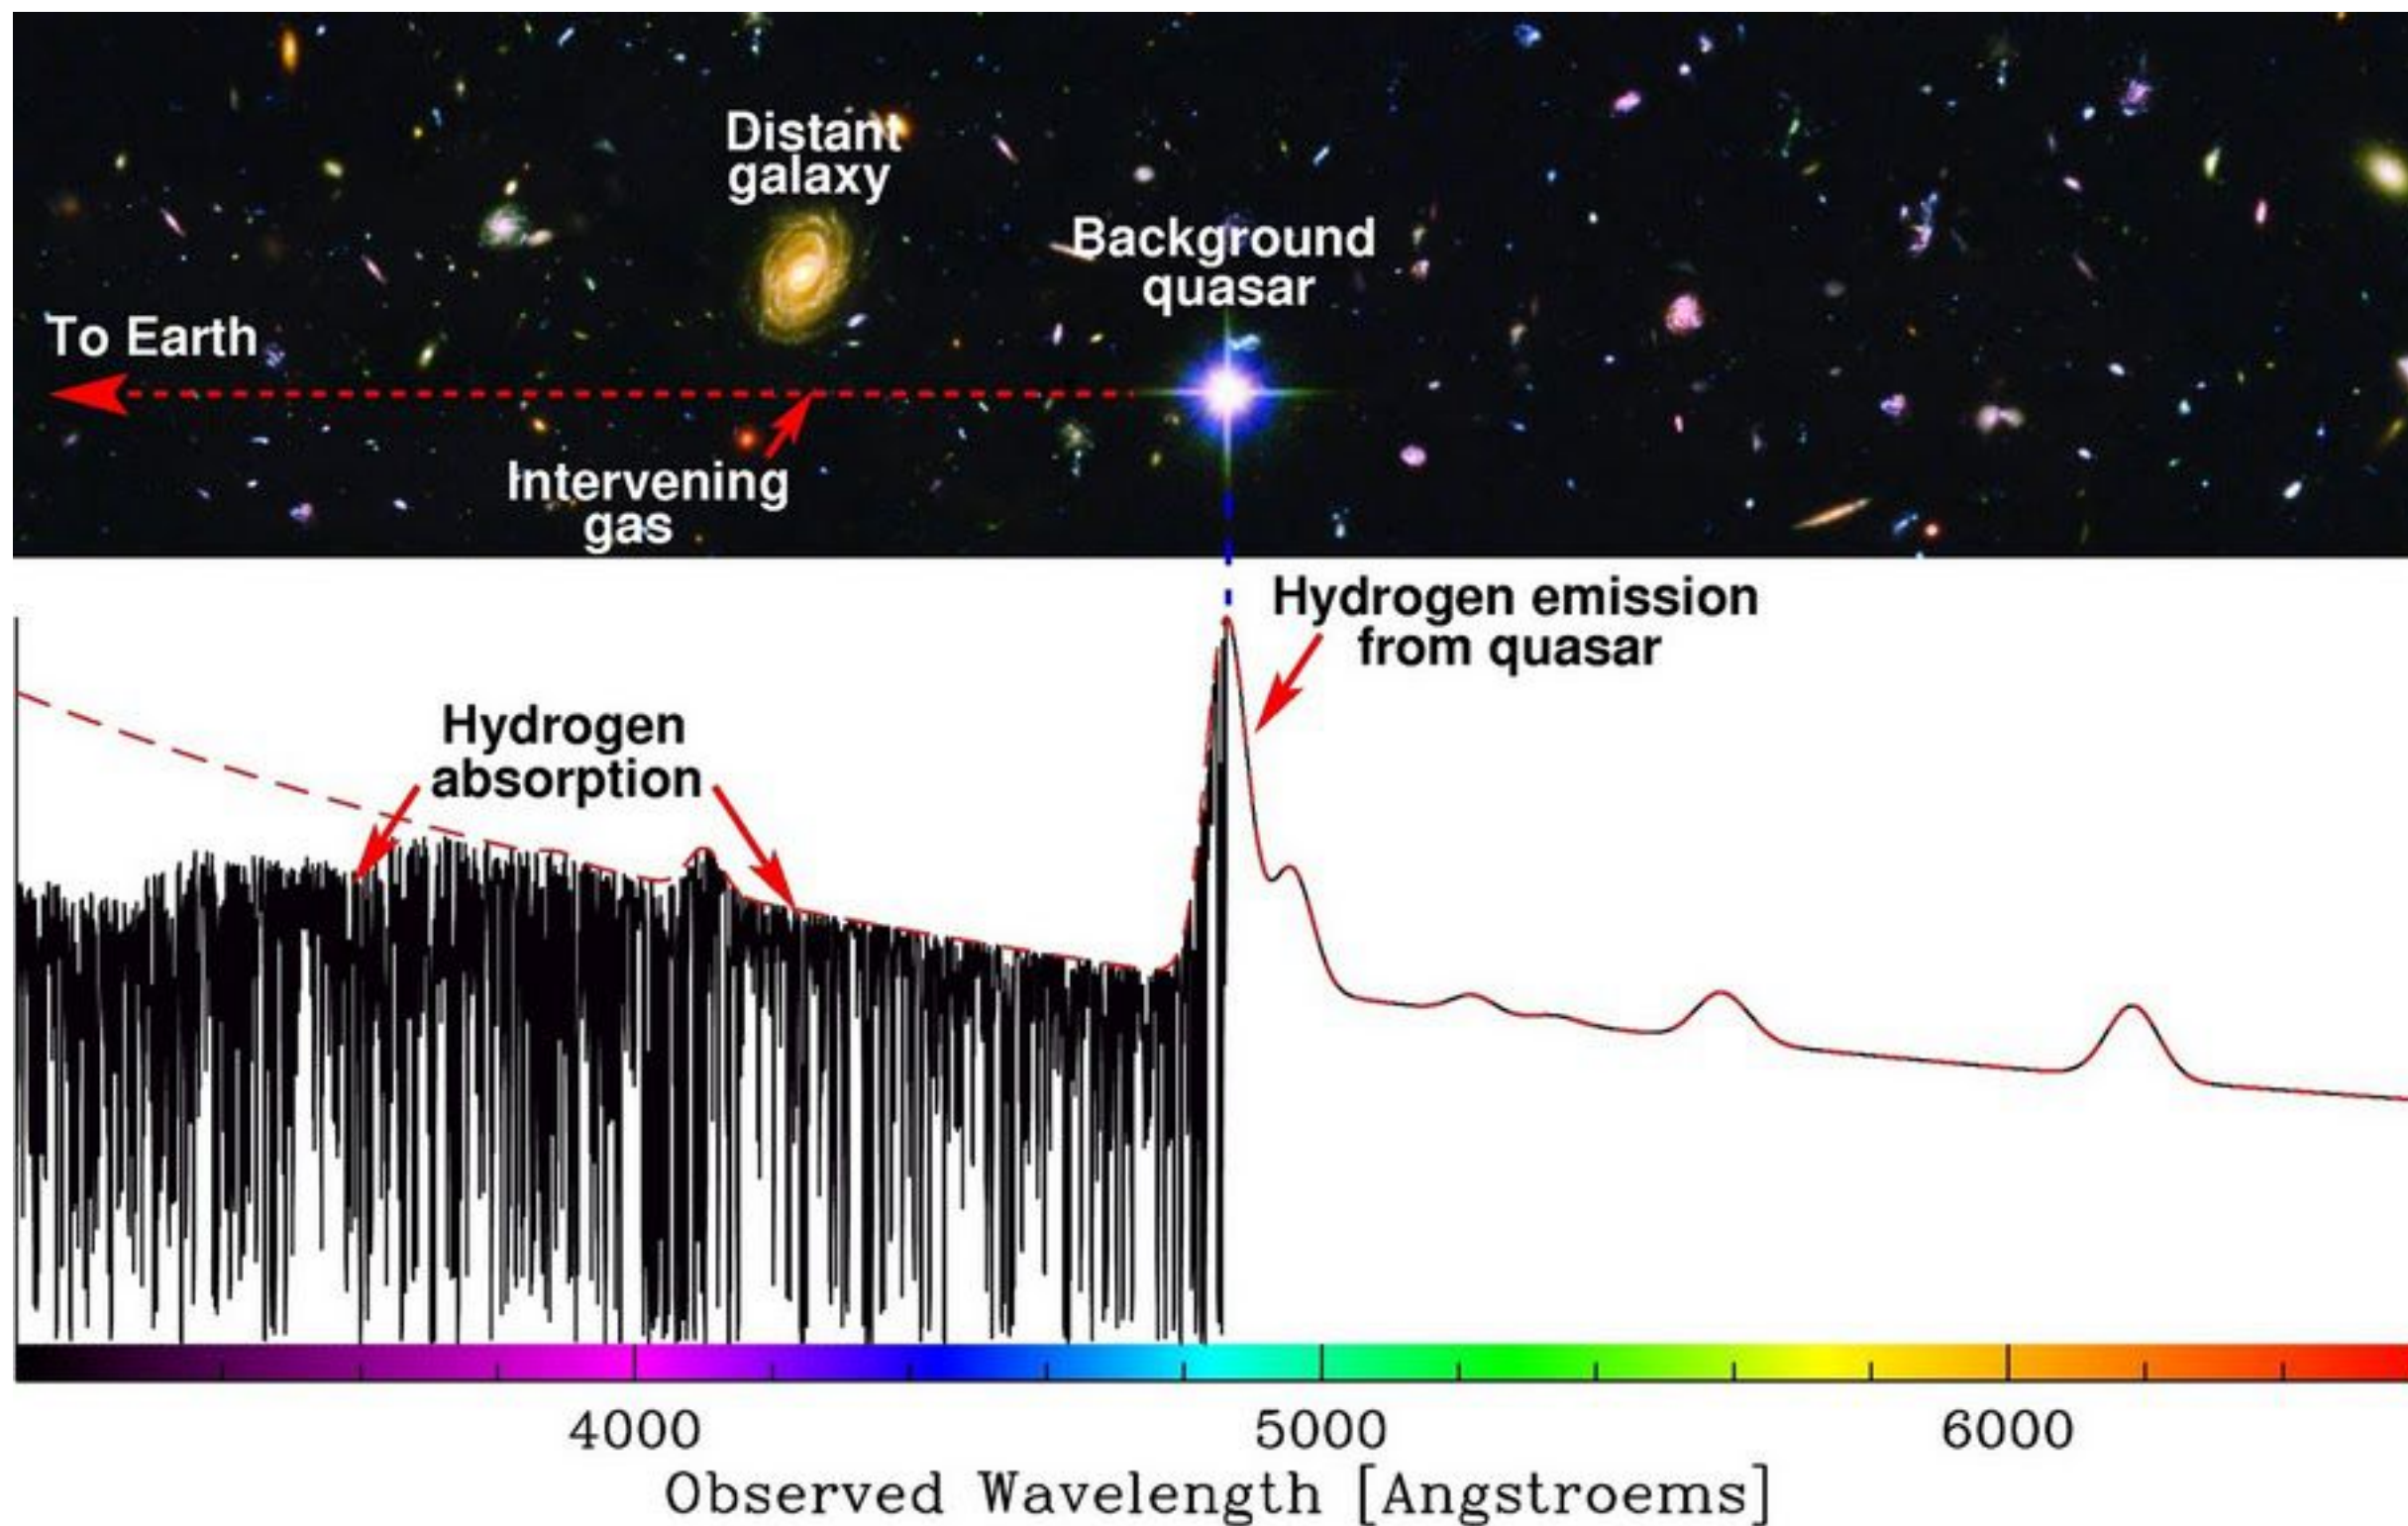 Distant
galaxy
Background
quasar
To Earth
Intervening
gas
Hydrogen emission
from quasar
Hydrogen
absorption
4000
5000
6000
Observed Wavelength [Angstroems]